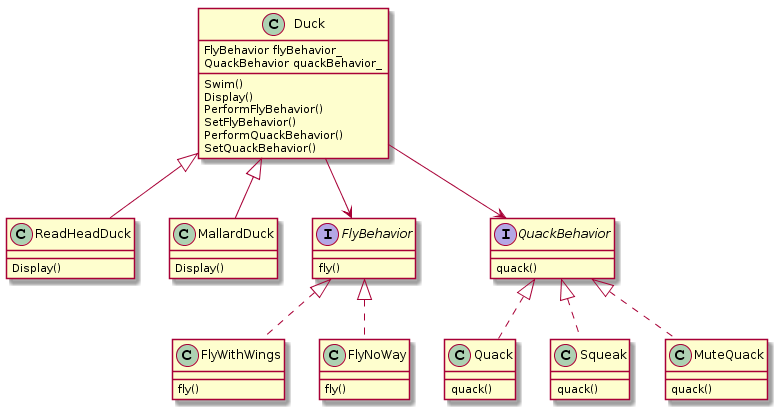 C Duck
FlyBehavior flyBehavior_
QuackBehavior quackBehavior_
Swim()
Display()
PerformFlyBehavior()
SetFlyBehavior()
PerformQuackBehavior()
SetQuackBehavior()
C ReadHeadDuck
Display()
C MallardDuck
Display()
I FlyBehavior
fly()
I QuackBehavior
quack()
C FlyWithWings
fly()
C FlyNoWay
fly()
C Quack
quack()
C Squeak
quack()
C MuteQuack
quack()